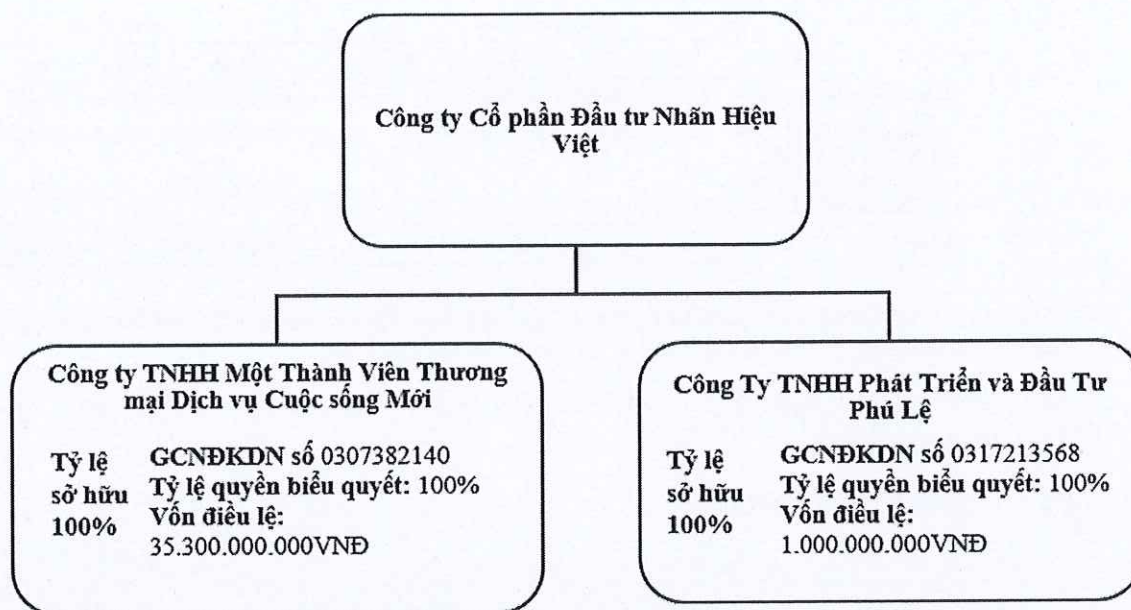 Công ty Cổ phần Đầu tư Nhãn Hiệu
Việt
Công ty TNHH Một Thành Viên Thương
mại Dịch vụ Cuộc sống Mới
Tỷ lệ
sở hữu
100%
GCNĐKDN số 0307382140
Tỷ lệ quyền biểu quyết: 100%
Vốn điều lệ:
35.300.000.000VNĐ
Công Ty TNHH Phát Triển và Đầu Tư
Phú Lệ
Tỷ lệ
sở hữu
100%
GCNĐKDN số 0317213568
Tỷ lệ quyền biểu quyết: 100%
Vốn điều lệ:
1.000.000.000VNĐ